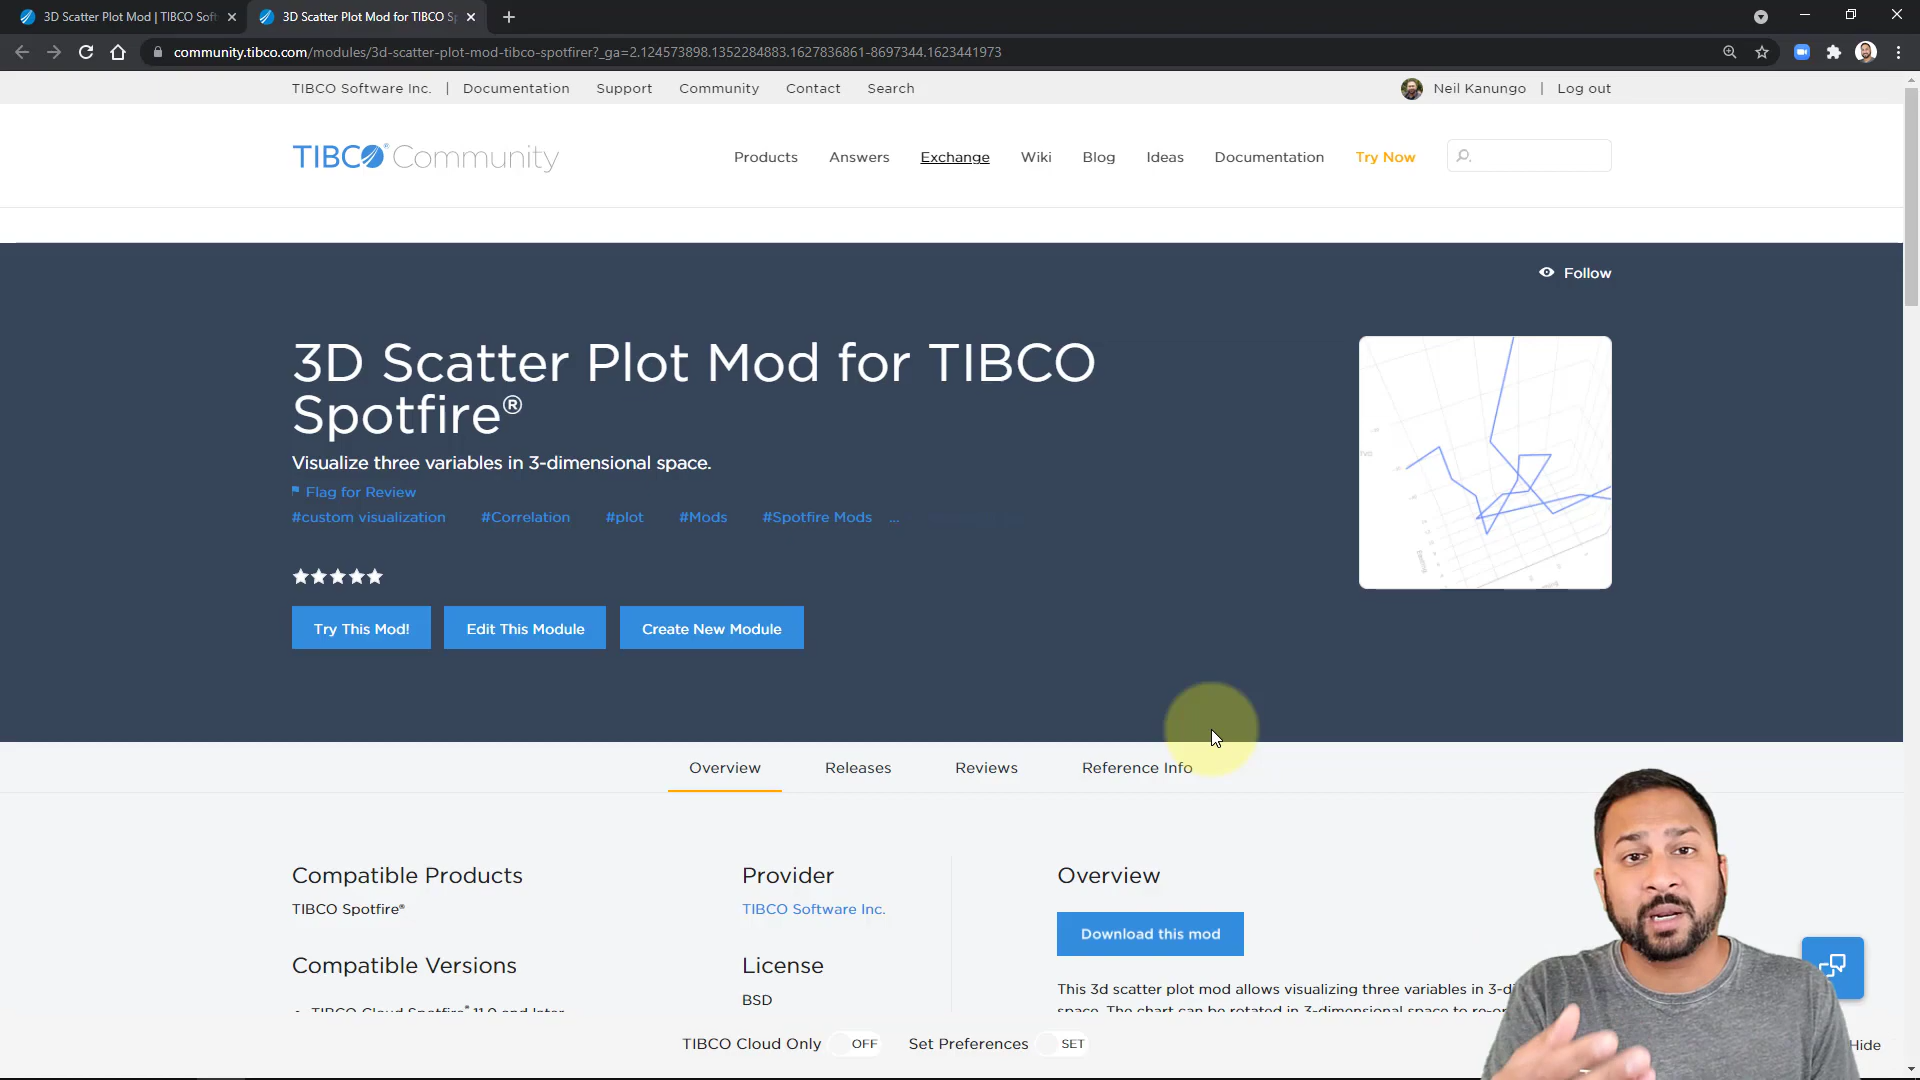 3D Scatter Plot Mod | TIBCO Soft
3D Scatter Plot Mod for TIBCO Sp
community.tibco.com/modules/3d-scatter-plot-mod-tibco-spotfirer?_ga=2.124573898.1352284883.1627836861-8697344.1623441973
TIBCO Software Inc. | Documentation Support Community Contact Search
Neil Kanungo | Log out
TIBCO® Community
Products Answers Exchange Wiki Blog Ideas Documentation Try Now
Follow
3D Scatter Plot Mod for TIBCO
Spotfire®
Visualize three variables in 3-dimensional space.
Flag for Review
#custom visualization #Correlation #plot #Mods #Spotfire Mods ...
Try This Mod! Edit This Module Create New Module
Overview Releases Reviews Reference Info
Compatible Products
TIBCO Spotfire®
Compatible Versions
TIBCO Cloud Spotfire® 11.0 and later
Provider
TIBCO Software Inc.
License
BSD
Overview
Download this mod
This 3d scatter plot mod allows visualizing three variables in 3-d
space. The chart can be rotated in 3-dimensional space to re-or
TIBCO Cloud Only OFF Set Preferences SET
Hide